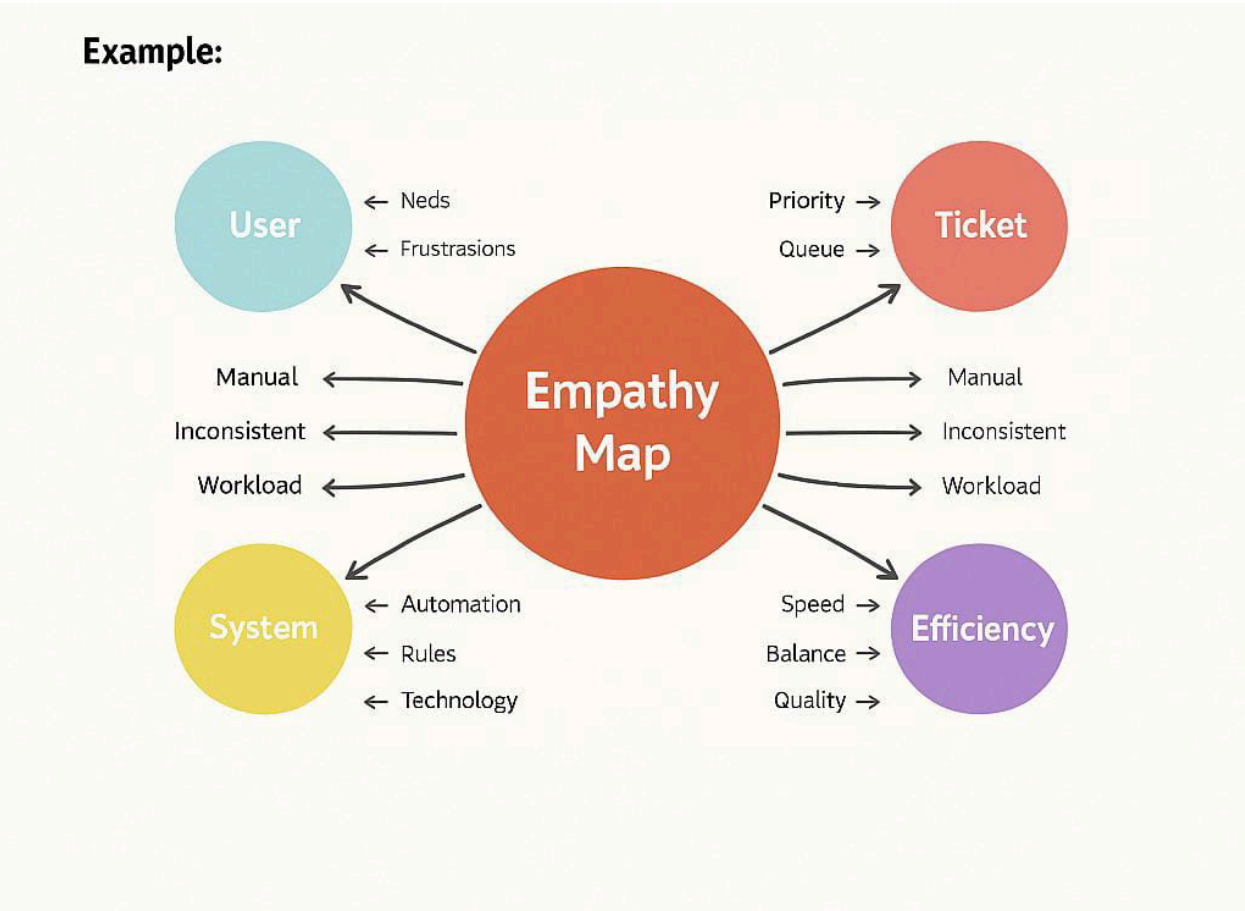 Example:
User
← Neds
← Frustrasions
Priority →
Queue →
Ticket
Empathy
Map
Manual
Inconsistent
Workload
Manual
Inconsistent
Workload
System
← Automation
← Rules
← Technology
Speed →
Balance →
Quality →
Efficiency